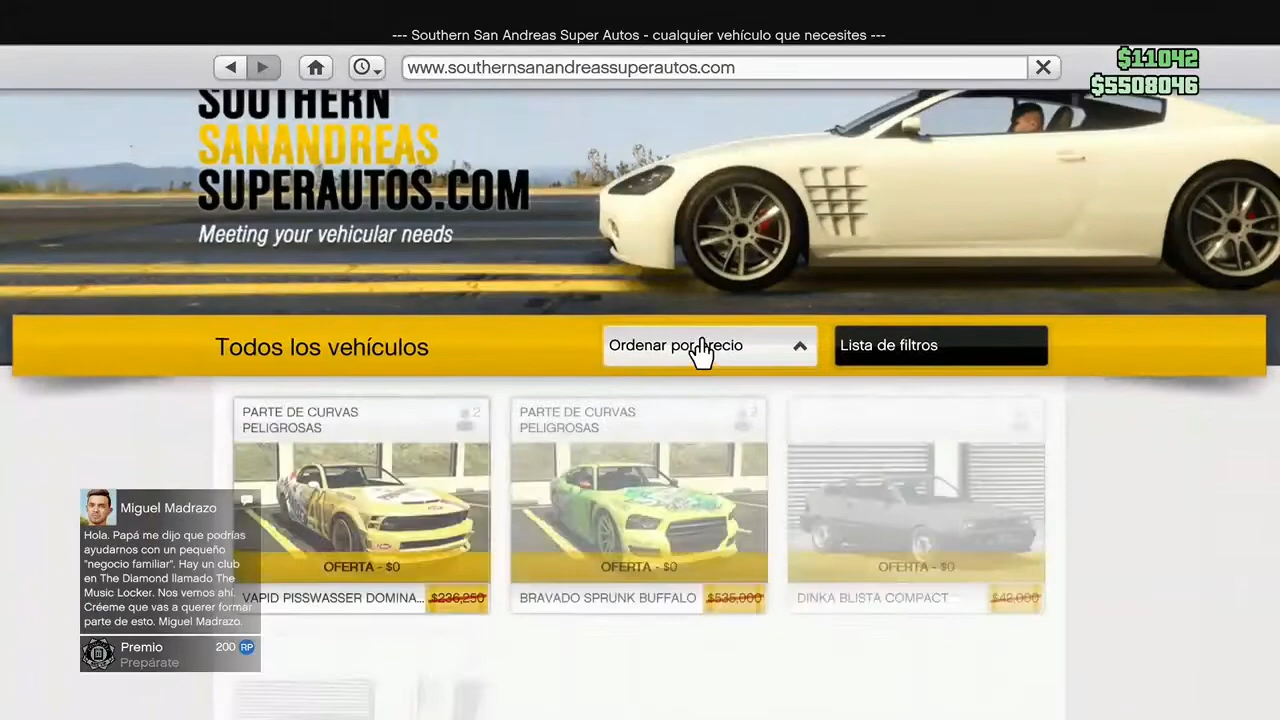 --- Southern San Andreas Super Autos - cualquier vehículo que necesites ---
www.southernsanandreassuperautos.com
$11042
$5508046
SOUTHERN
SANANDREAS
SUPERAUTOS.COM
Meeting your vehicular needs
Todos los vehículos
Ordenar por precio
Lista de filtros
PARTE DE CURVAS
PELIGROSAS
2
PARTE DE CURVAS
PELIGROSAS
2
OFERTA - $0
OFERTA - $0
OFERTA - $0
VAPID PISSWASSER DOMINA... $236,250
BRAVADO SPRUNK BUFFALO $535,000
DINKA BLISTA COMPACT $42,000
Miguel Madrazo
Hola. Papá me dijo que podrías
ayudarnos con un pequeño
"negocio familiar". Hay un club
en The Diamond llamado The
Music Locker. Nos vemos ahí.
Créeme que vas a querer formar
parte de esto. Miguel Madrazo.
Premio 200 RP
Prepárate